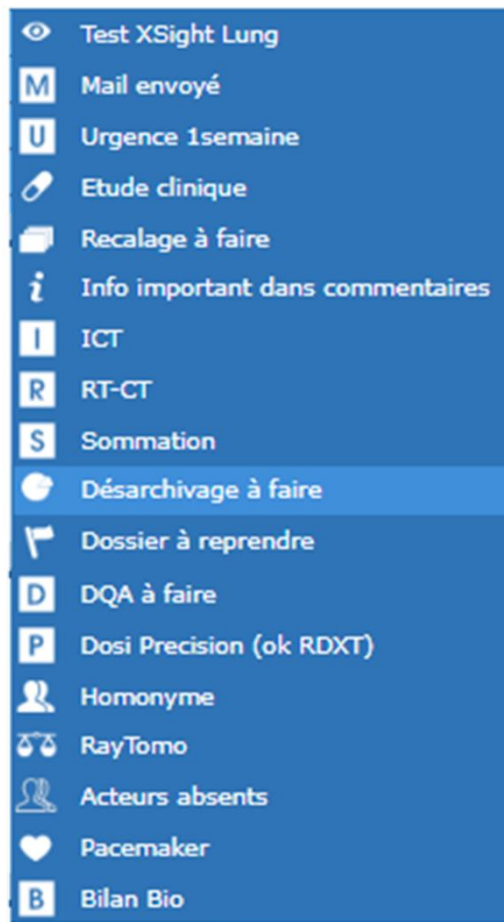 Test XSight Lung
M Mail envoyé
U Urgence 1semaine
Etude clinique
Recalage à faire
i Info important dans commentaires
I ICT
R RT-CT
S Sommation
Désarchivage à faire
Dossier à reprendre
D DQA à faire
P Dosi Precision (ok RDXT)
Homonyme
RayTomo
Acteurs absents
Pacemaker
B Bilan Bio